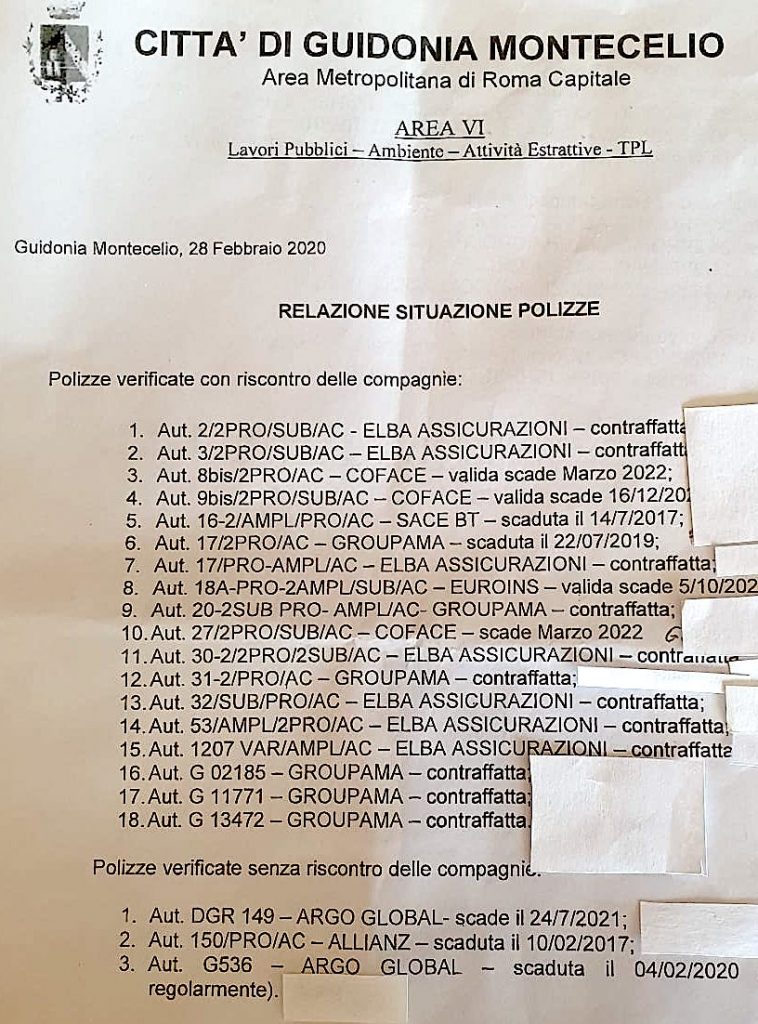 CITTA' DI GUIDONIA MONTECELIO
Area Metropolitana di Roma Capitale
AREA VI
Lavori Pubblici – Ambiente – Attività Estrattive - TPL
Guidonia Montecelio, 28 Febbraio 2020
RELAZIONE SITUAZIONE POLIZZE
Polizze verificate con riscontro delle compagnie:
1. Aut. 2/2PRO/SUB/AC - ELBA ASSICURAZIONI – contraffatta
2. Aut. 3/2PRO/SUB/AC – ELBA ASSICURAZIONI – contraffatt
3. Aut. 8bis/2PRO/AC – COFACE – valida scade Marzo 2022;
4. Aut. 9bis/2PRO/SUB/AC – COFACE – valida scade 16/12/202
5. Aut. 16-2/AMPL/PRO/AC – SACE BT – scaduta il 14/7/2017;
6. Aut. 17/2PRO/AC – GROUPAMA – scaduta il 22/07/2019;
7. Aut. 17/PRO-AMPL/AC – ELBA ASSICURAZIONI – contraffatta;
8. Aut. 18A-PRO-2AMPL/SUB/AC – EUROINS – valida scade 5/10/202
9. Aut. 20-2SUB PRO- AMPL/AC- GROUPAMA – contraffatta;
10. Aut. 27/2PRO/SUB/AC – COFACE – scade Marzo 2022 G
11. Aut. 30-2/2PRO/2SUB/AC – ELBA ASSICURAZIONI – contraffatta
12. Aut. 31-2/PRO/AC – GROUPAMA – contraffatta;
13. Aut. 32/SUB/PRO/AC – ELBA ASSICURAZIONI – contraffatta;
14. Aut. 53/AMPL/2PRO/AC – ELBA ASSICURAZIONI – contraffatta;
15. Aut. 1207 VAR/AMPL/AC – ELBA ASSICURAZIONI – contraffatta
16. Aut. G 02185 – GROUPAMA – contraffatta;
17. Aut. G 11771 – GROUPAMA – contraffatta;
18. Aut. G 13472 – GROUPAMA – contraffatta.
Polizze verificate senza riscontro delle compagnie:
1. Aut. DGR 149 – ARGO GLOBAL- scade il 24/7/2021;
2. Aut. 150/PRO/AC – ALLIANZ – scaduta il 10/02/2017;
3. Aut. G536 – ARGO GLOBAL – scaduta il 04/02/2020
regolarmente).